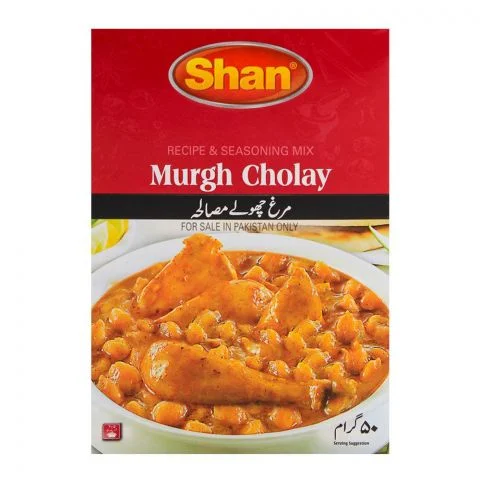 Shan®
RECIPE & SEASONING MIX
Murgh Cholay
مرغ چھولے مصالحہ
FOR SALE IN PAKISTAN ONLY
۵۰ گرام
Serving Suggestion